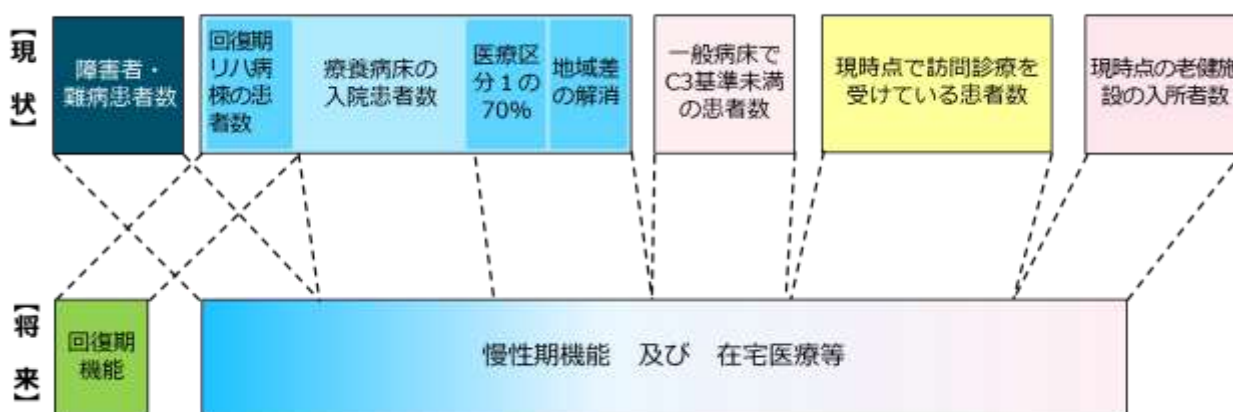 【現状】
障害者・
難病患者数
回復期
リハ病
棟の患
者数
療養病床の
入院患者数
医療区
分１の
70%
地域差
の解消
一般病床で
C3基準未満
の患者数
現時点で訪問診療を
受けている患者数
現時点の老健施
設の入所者数
【将来】
回復期
機能
慢性期機能　及び　在宅医療等